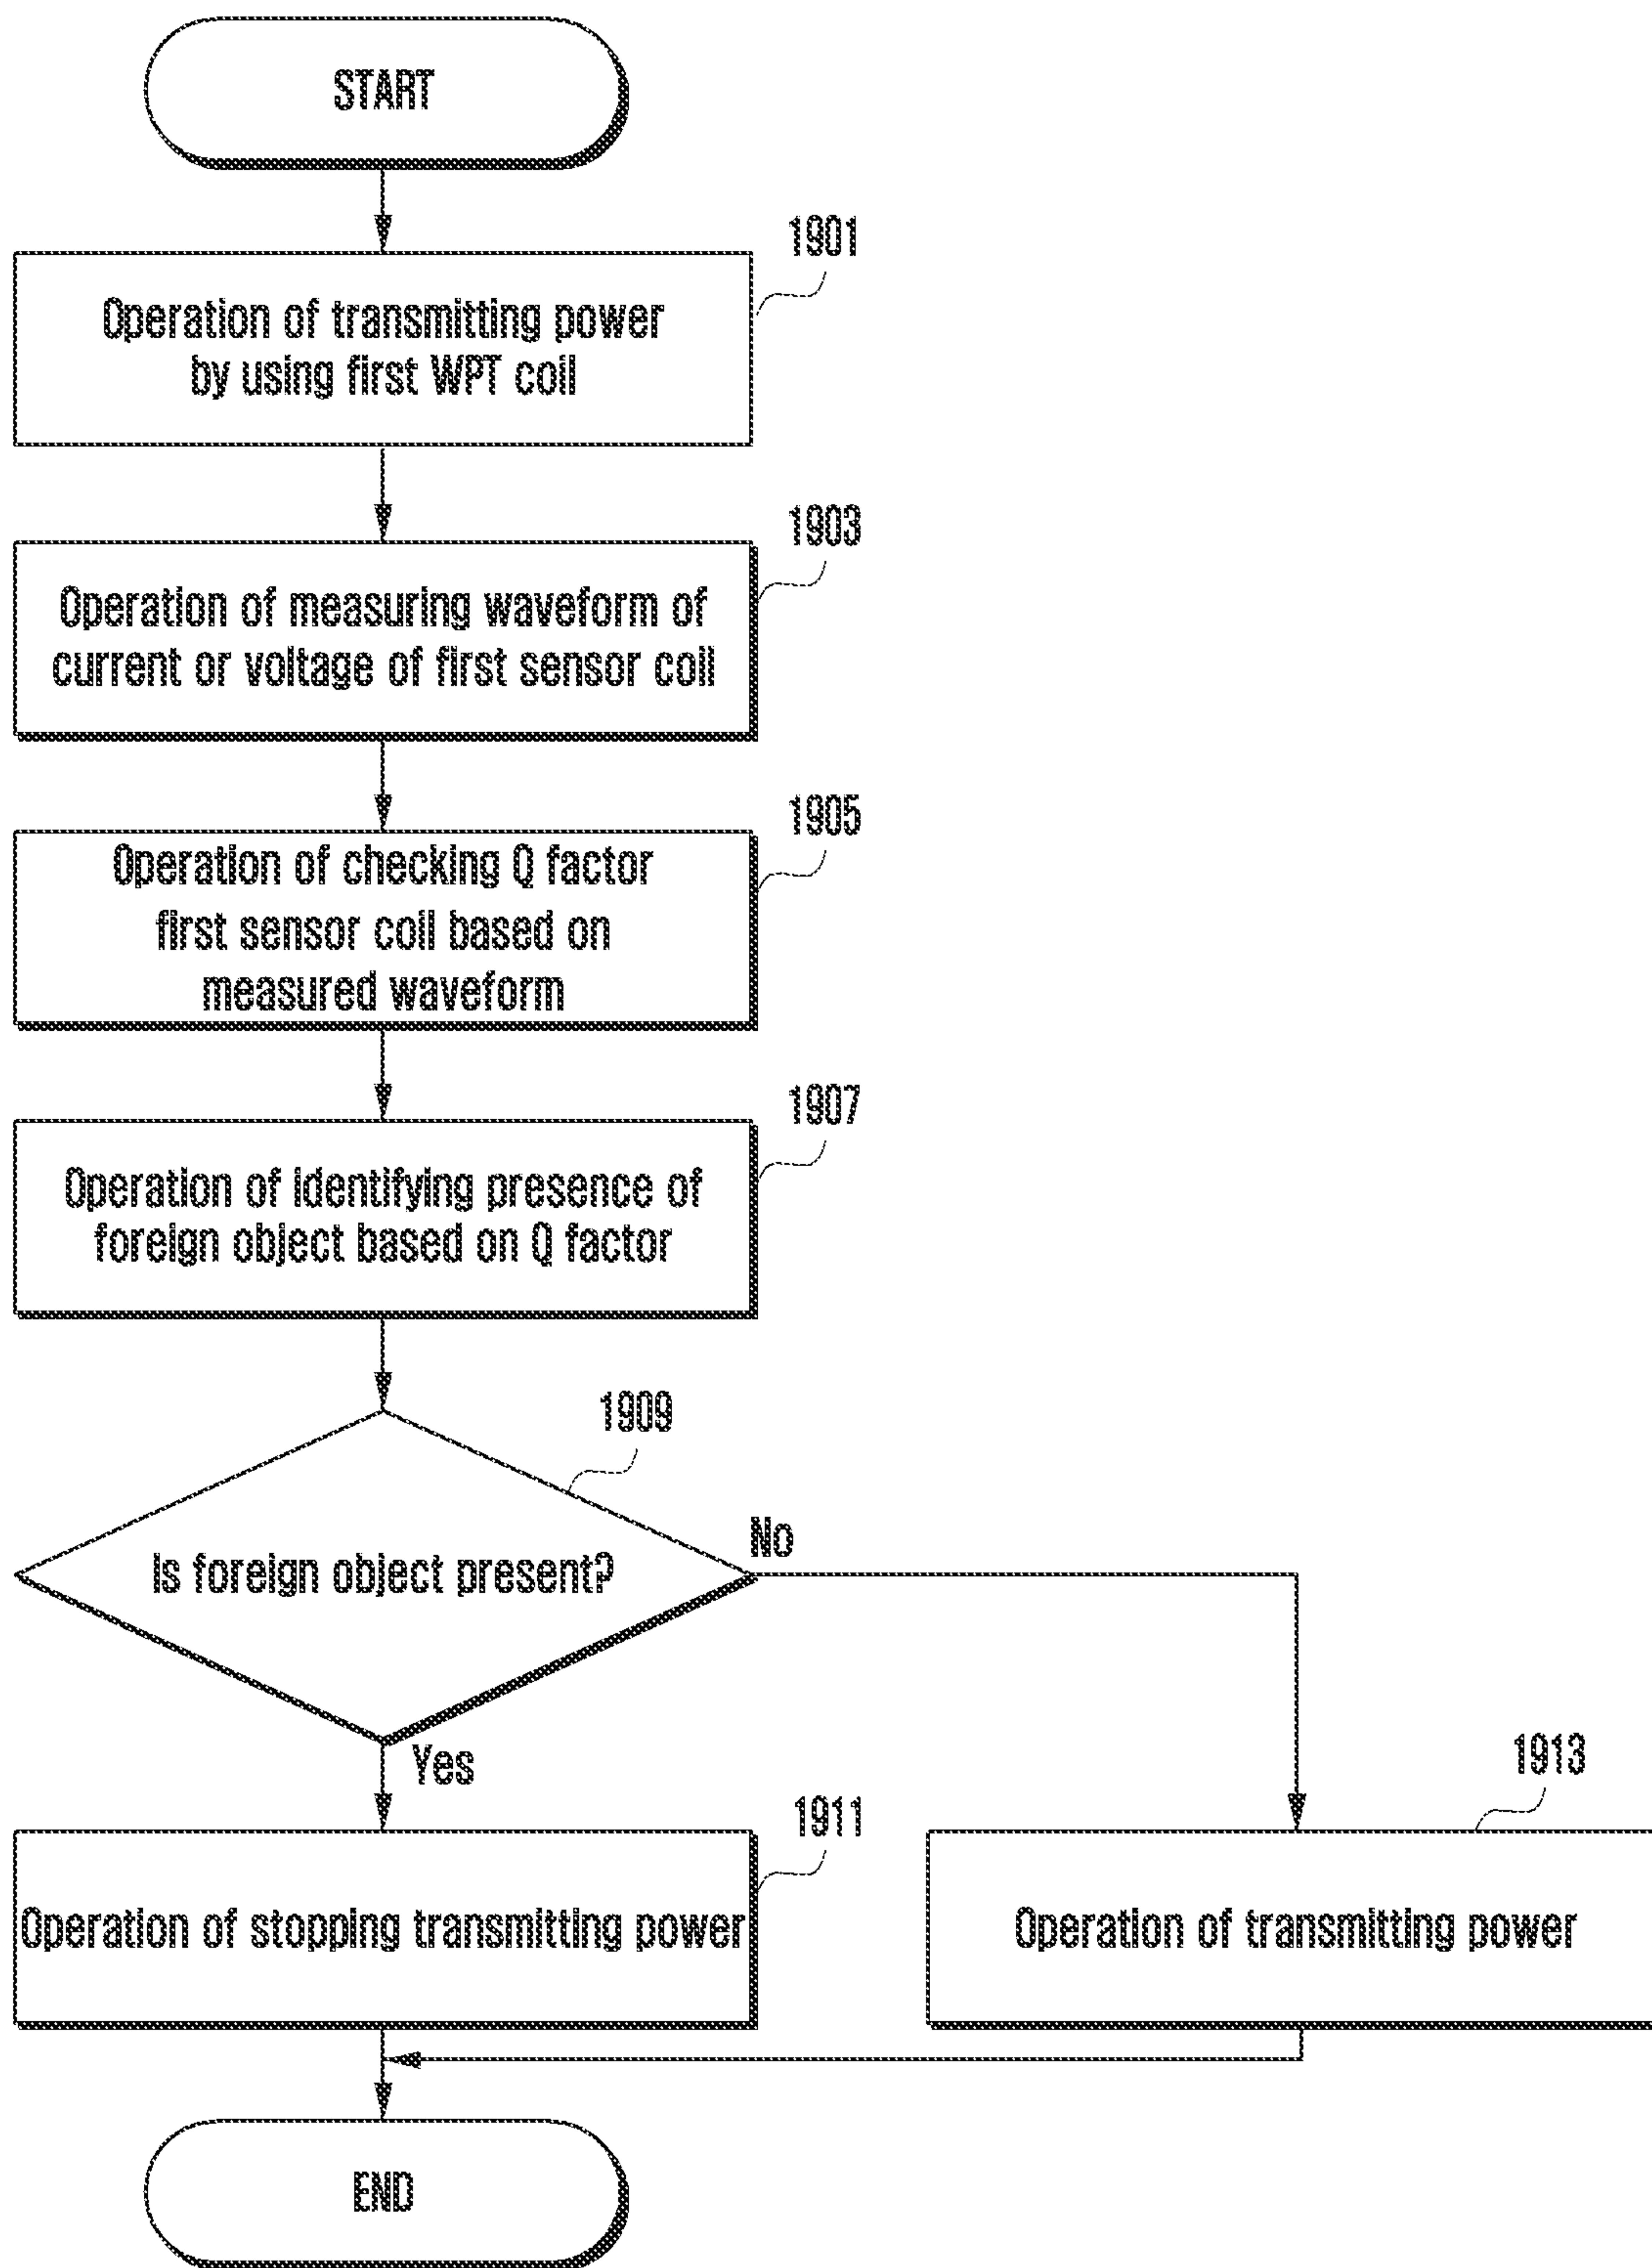 START
1901
Operation of transmitting power
by using first WPT coil
1903
Operation of measuring waveform of
current or voltage of first sensor coil
1905
Operation of checking Q factor
first sensor coil based on
measured waveform
1907
Operation of identifying presence of
foreign object based on Q factor
1909
Is foreign object present?
No
Yes
1911
Operation of stopping transmitting power
1913
Operation of transmitting power
END